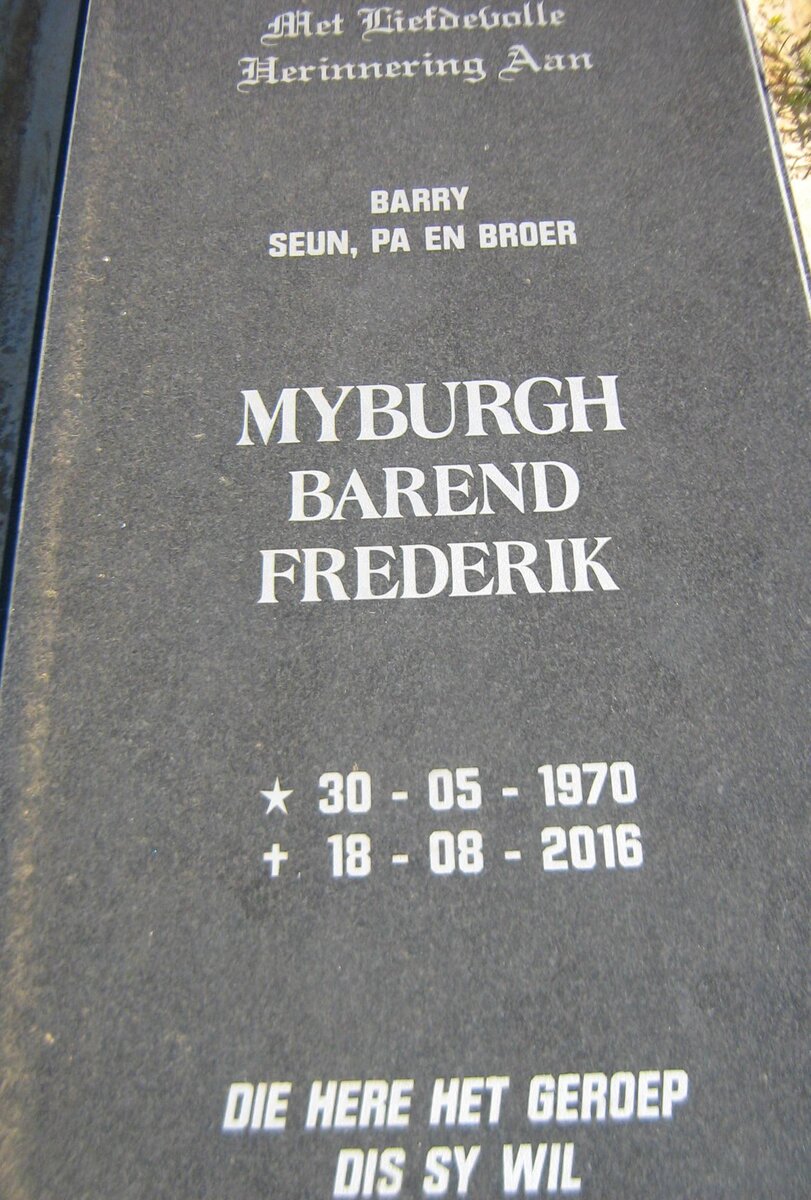 Met Liefdevolle
Herinnering Aan
BARRY
SEUN, PA EN BROER
MYBURGH
BAREND
FREDERIK
★ 30 - 05 - 1970
✝ 18 - 08 - 2016
DIE HERE HET GEROEP
DIS SY WIL